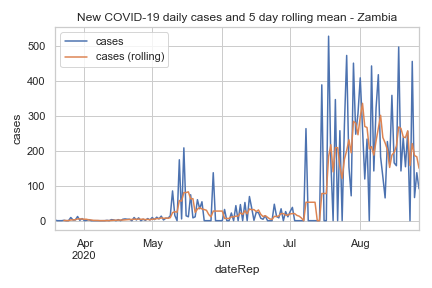 New COVID-19 daily cases and 5 day rolling mean - Zambia
cases
cases (rolling)
500
400
300
200
100
0
cases
Apr
2020
May
Jun
Jul
Aug
dateRep